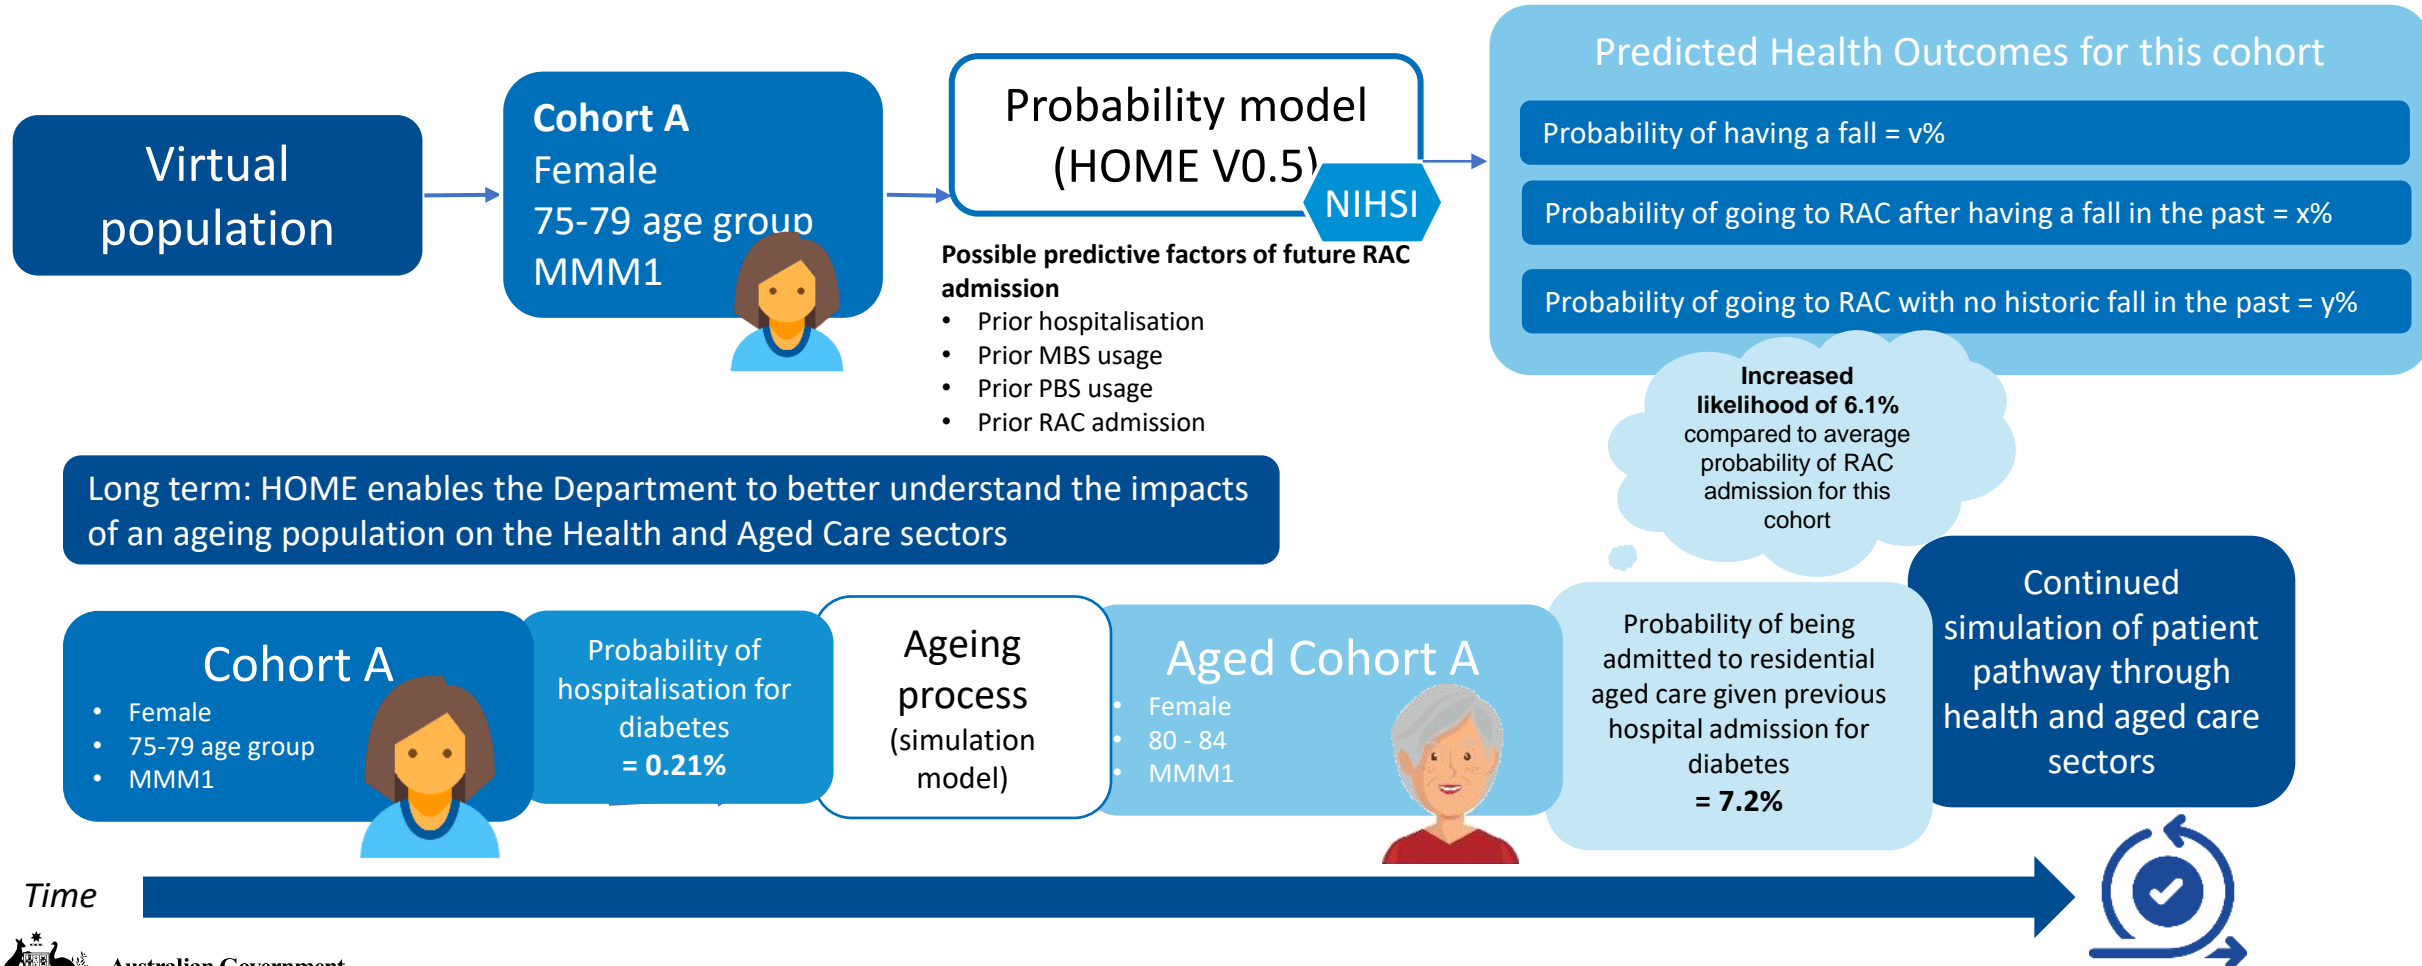 Virtual
population
Cohort A
Female
75-79 age group
MMM1
Probability model
(HOME V0.5)
NIHSI
Possible predictive factors of future RAC
admission
• Prior hospitalisation
• Prior MBS usage
• Prior PBS usage
• Prior RAC admission
Predicted Health Outcomes for this cohort
Probability of having a fall = v%
Probability of going to RAC after having a fall in the past = x%
Probability of going to RAC with no historic fall in the past = y%
Increased
likelihood of 6.1%
compared to average
probability of RAC
admission for this
cohort
Long term: HOME enables the Department to better understand the impacts
of an ageing population on the Health and Aged Care sectors
Cohort A
• Female
• 75-79 age group
• MMM1
Probability of
hospitalisation for
diabetes
= 0.21%
Ageing
process
(simulation
model)
Aged Cohort A
• Female
• 80 - 84
• MMM1
Probability of being
admitted to residential
aged care given previous
hospital admission for
diabetes
= 7.2%
Continued
simulation of patient
pathway through
health and aged care
sectors
Time
Australian Government